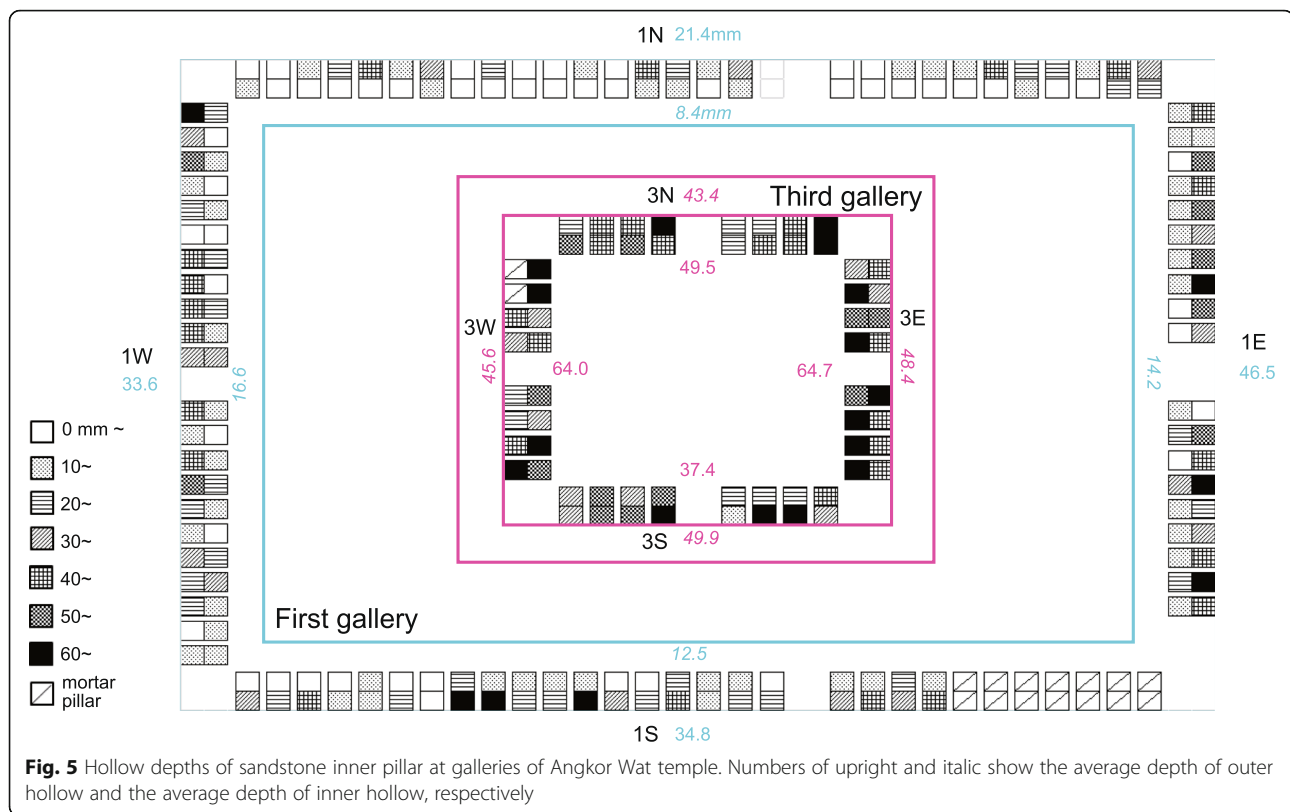 1N 21.4mm
8.4mm
3N 43.4
Third gallery
49.5
3W
3E
1W
33.6
16.6
45.6
64.0
64.7
48.4
14.2
1E
46.5
0 mm ~
10~
20~
30~
40~
50~
60~
mortar
pillar
37.4
3S 49.9
First gallery
12.5
1S 34.8
Fig. 5 Hollow depths of sandstone inner pillar at galleries of Angkor Wat temple. Numbers of upright and italic show the average depth of outer
hollow and the average depth of inner hollow, respectively